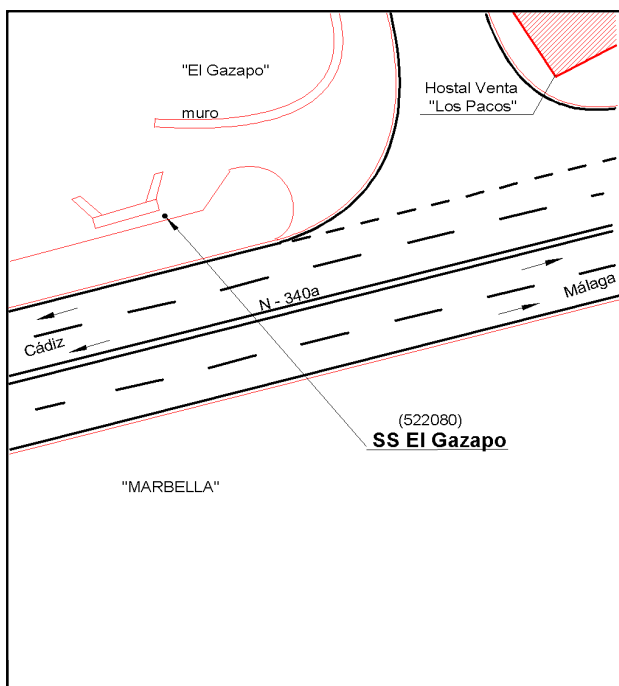 "El Gazapo"
Hostal Venta
"Los Pacos"
muro
N - 340a
Málaga
Cádiz
(522080)
SS El Gazapo
"MARBELLA"